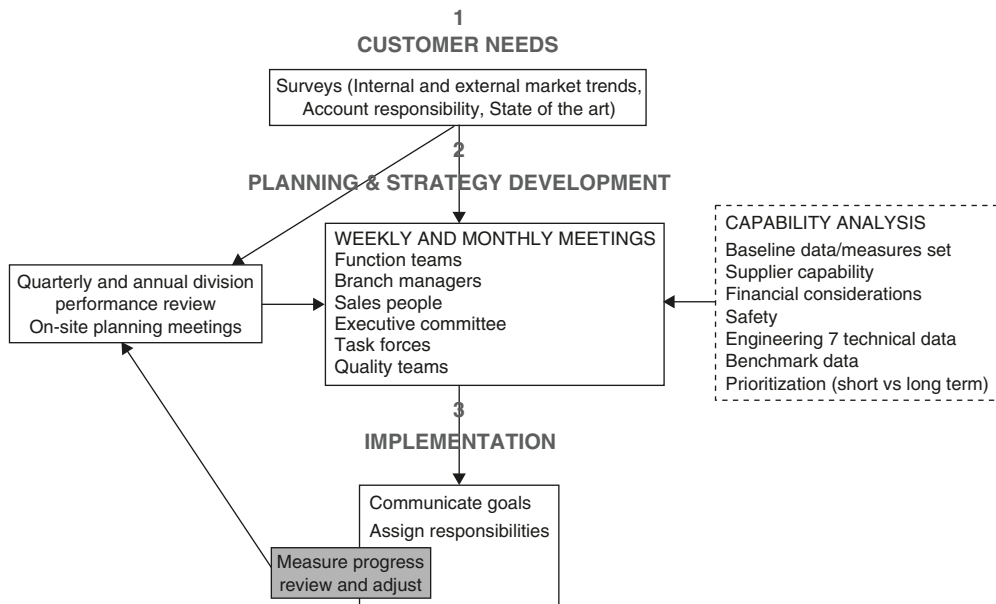 1
CUSTOMER NEEDS
Surveys (Internal and external market trends,
Account responsibility, State of the art)
2
PLANNING & STRATEGY DEVELOPMENT
WEEKLY AND MONTHLY MEETINGS
Function teams
Branch managers
Sales people
Executive committee
Task forces
Quality teams
Quarterly and annual division
performance review
On-site planning meetings
CAPABILITY ANALYSIS
Baseline data/measures set
Supplier capability
Financial considerations
Safety
Engineering 7 technical data
Benchmark data
Prioritization (short vs long term)
3
IMPLEMENTATION
Communicate goals
Assign responsibilities
Measure progress
review and adjust